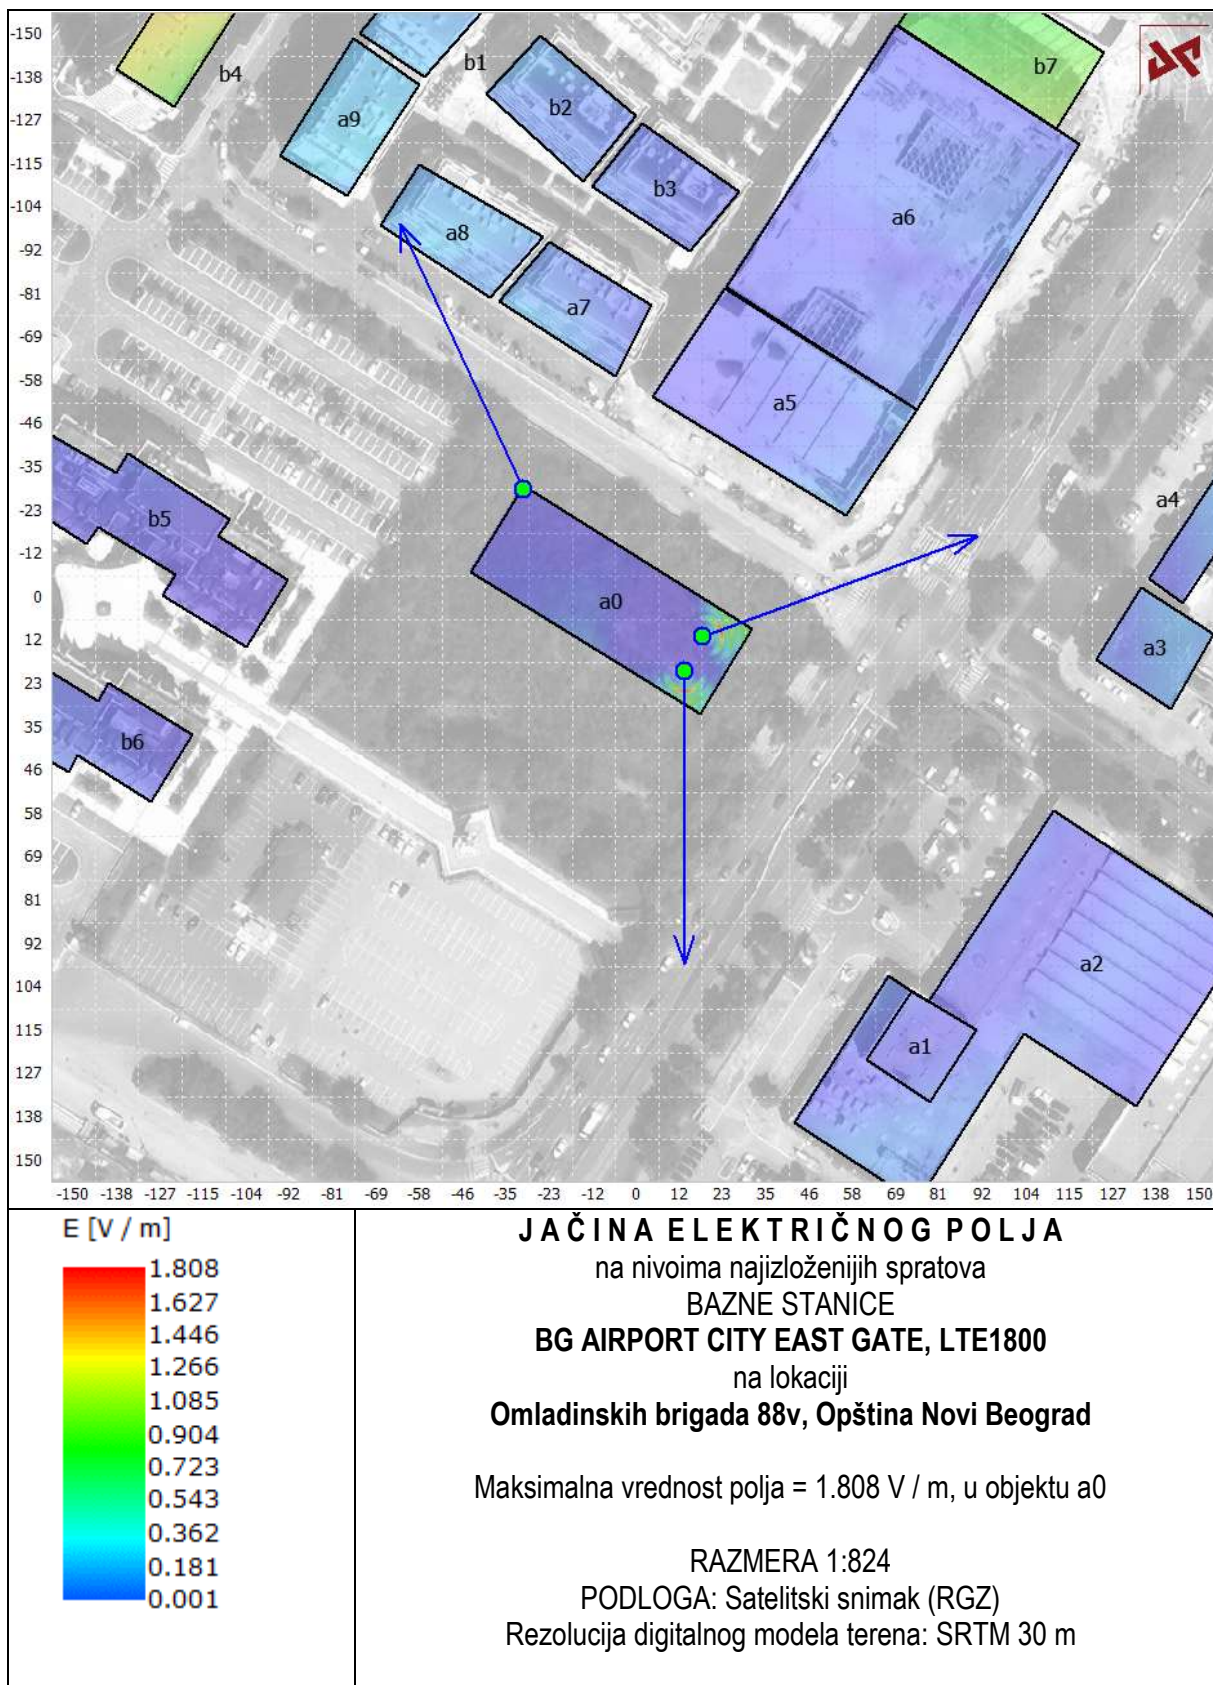 -150
-138
-127
-115
-104
-92
-81
-69
-58
-46
-35
-23
-12
0
12
23
35
46
58
69
81
92
104
115
127
138
150
b4
b1
b7
a9
b2
b3
a6
a8
a7
a5
a4
b5
a0
a3
b6
a2
a1
-150 -138 -127 -115 -104 -92 -81 -69 -58 -46 -35 -23 -12 0 12 23 35 46 58 69 81 92 104 115 127 138 150
E [V / m]
1.808
1.627
1.446
1.266
1.085
0.904
0.723
0.543
0.362
0.181
0.001
JAČINA ELEKTRIČNOG POLJA
na nivoima najizloženijih spratova
BAZNE STANICE
BG AIRPORT CITY EAST GATE, LTE1800
na lokaciji
Omladinskih brigada 88v, Opština Novi Beograd
Maksimalna vrednost polja = 1.808 V / m, u objektu a0
RAZMERA 1:824
PODLOGA: Satelitski snimak (RGZ)
Rezolucija digitalnog modela terena: SRTM 30 m